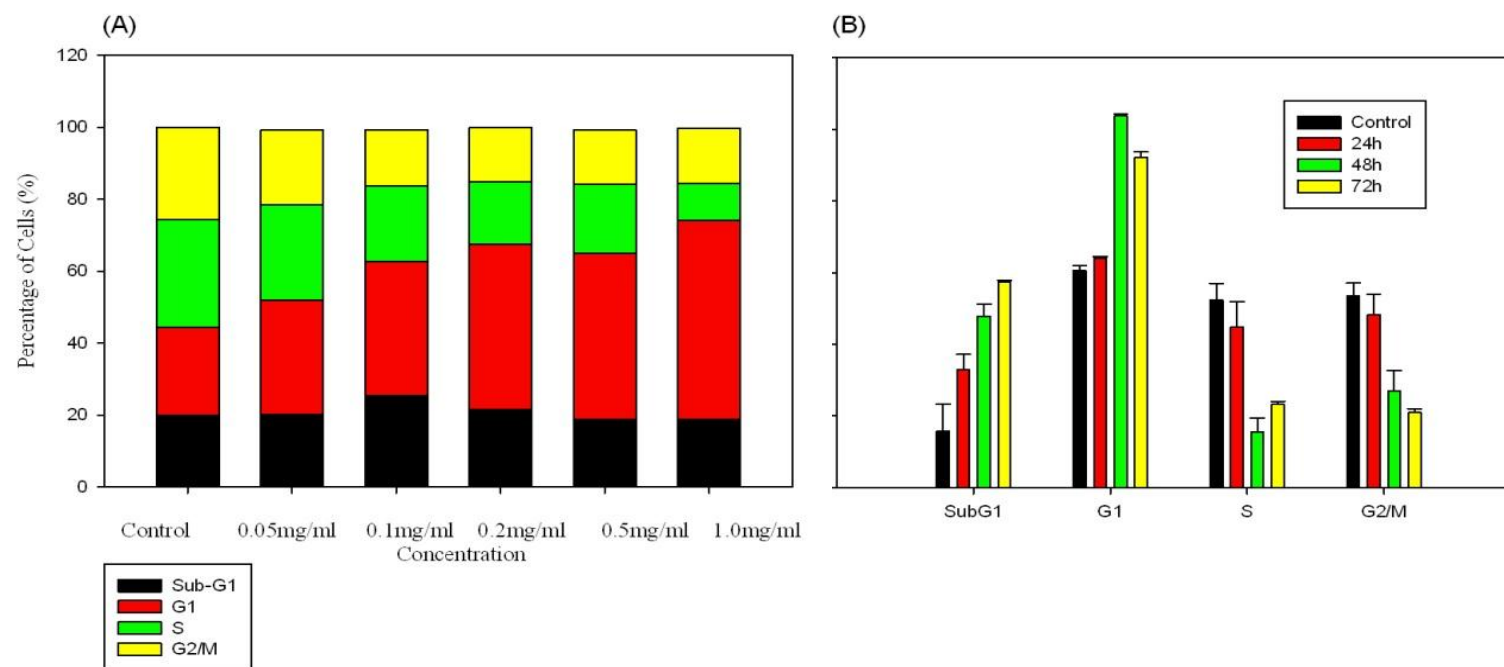 (A)
120
100
80
60
40
20
0
Percentage of Cells (%)
Control 0.05mg/ml 0.1mg/ml 0.2mg/ml 0.5mg/ml 1.0mg/ml
Concentration
Sub-G1
G1
S
G2/M
(B)
Control
24h
48h
72h
SubG1 G1 S G2/M